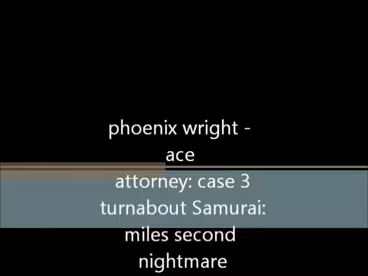 phoenix wright -
ace
attorney: case 3
turnabout Samurai:
miles second
nightmare